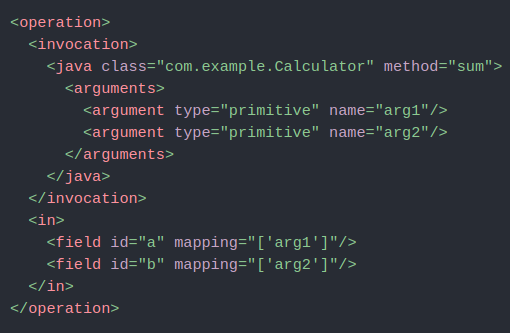 <operation>
  <invocation>
    <java class="com.example.Calculator" method="sum">
      <arguments>
        <argument type="primitive" name="arg1"/>
        <argument type="primitive" name="arg2"/>
      </arguments>
    </java>
  </invocation>
  <in>
    <field id="a" mapping="['arg1']"/>
    <field id="b" mapping="['arg2']"/>
  </in>
</operation>